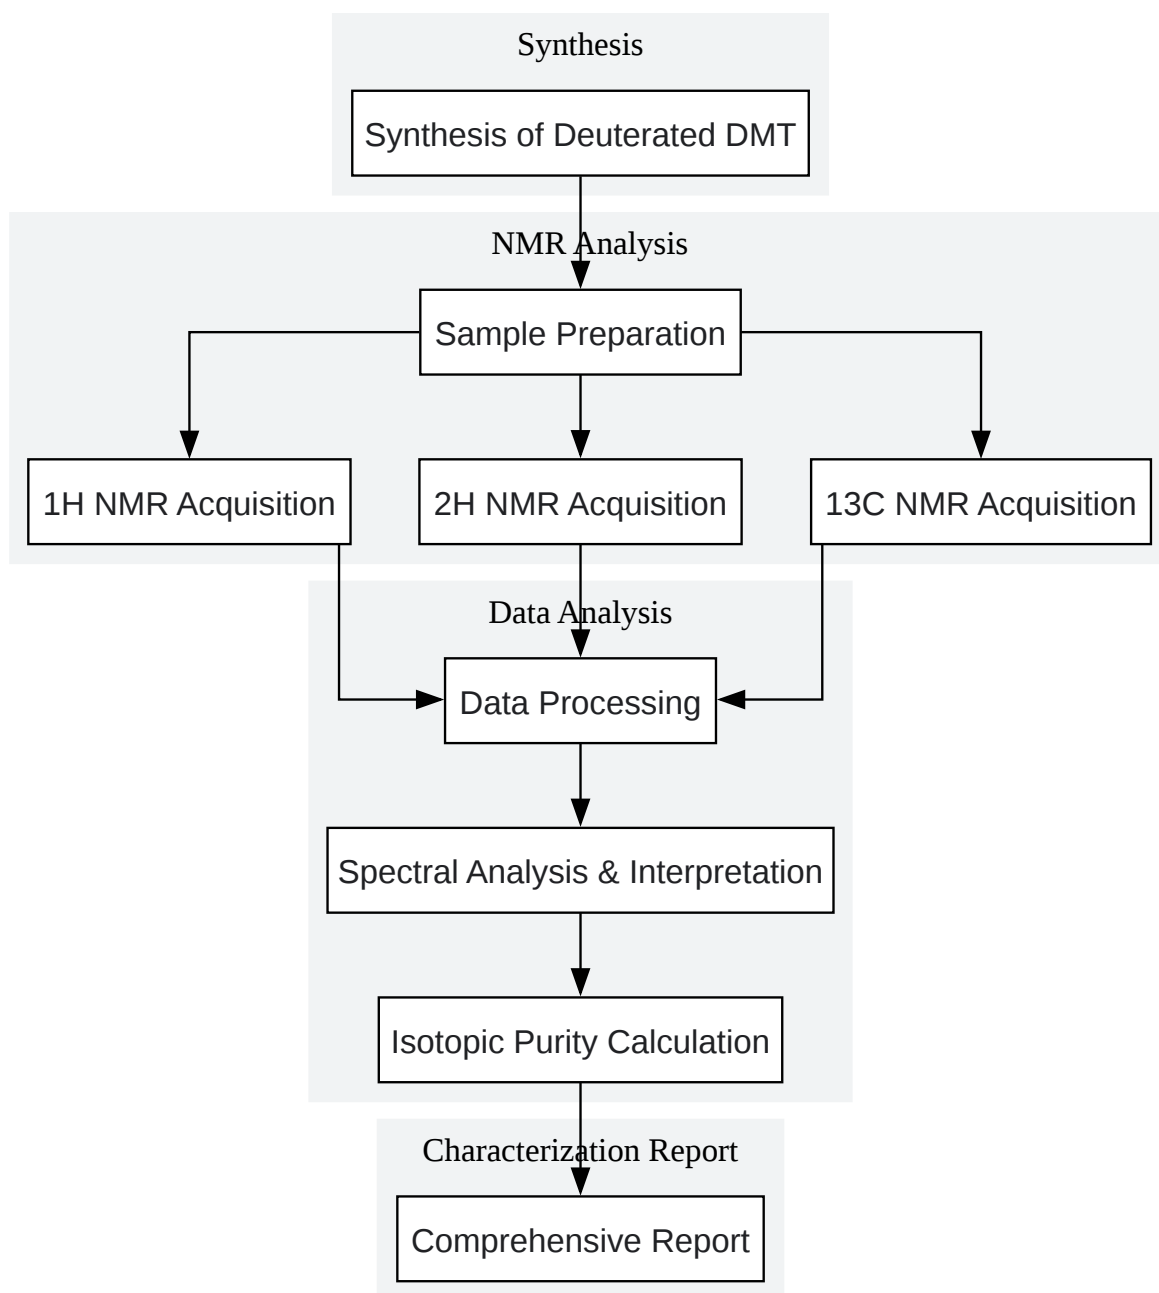 Synthesis
Synthesis of Deuterated DMT
NMR Analysis
Sample Preparation
1H NMR Acquisition
2H NMR Acquisition
13C NMR Acquisition
Data Analysis
Data Processing
Spectral Analysis & Interpretation
Isotopic Purity Calculation
Characterization Report
Comprehensive Report